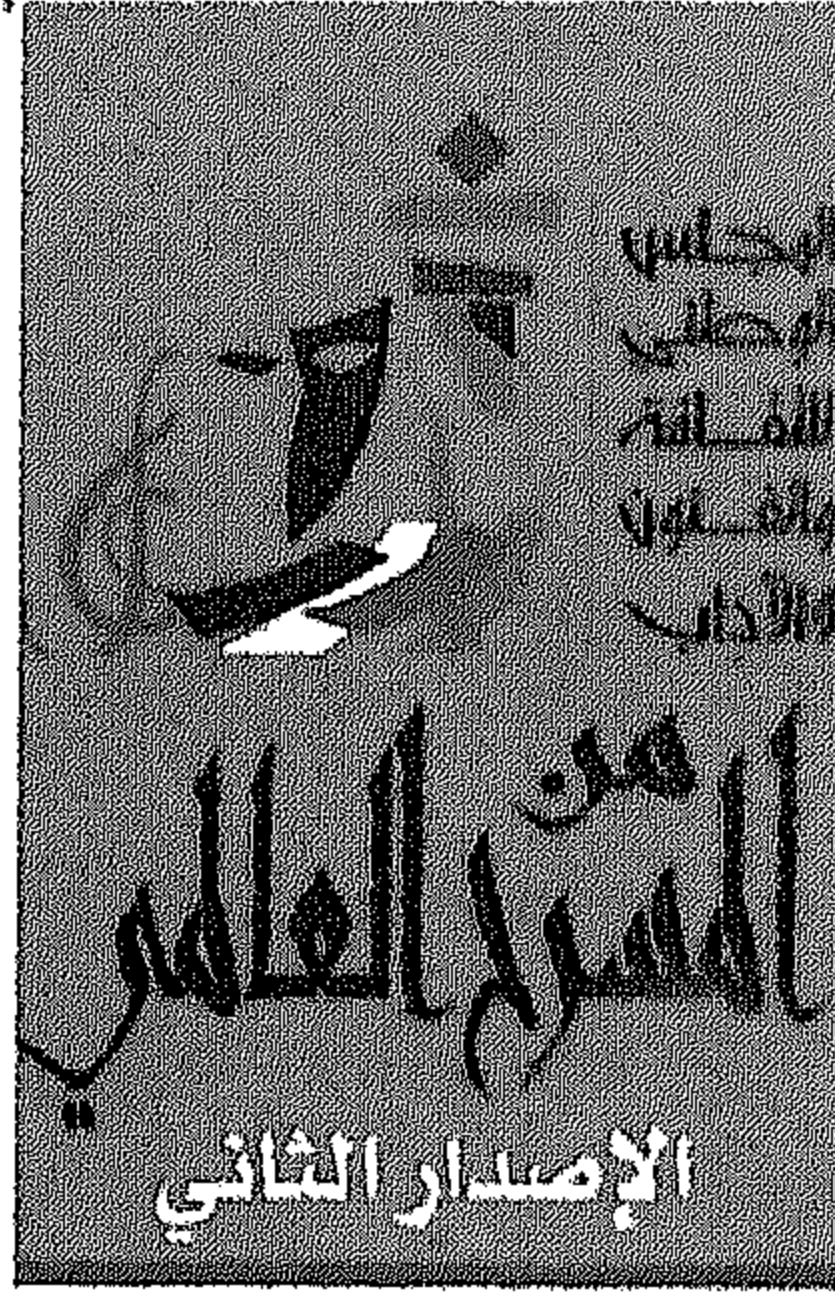 المجلس
الوطني
للثقافة
والفنون
والآداب
من
المسرح العالمي
الإصدار الثاني